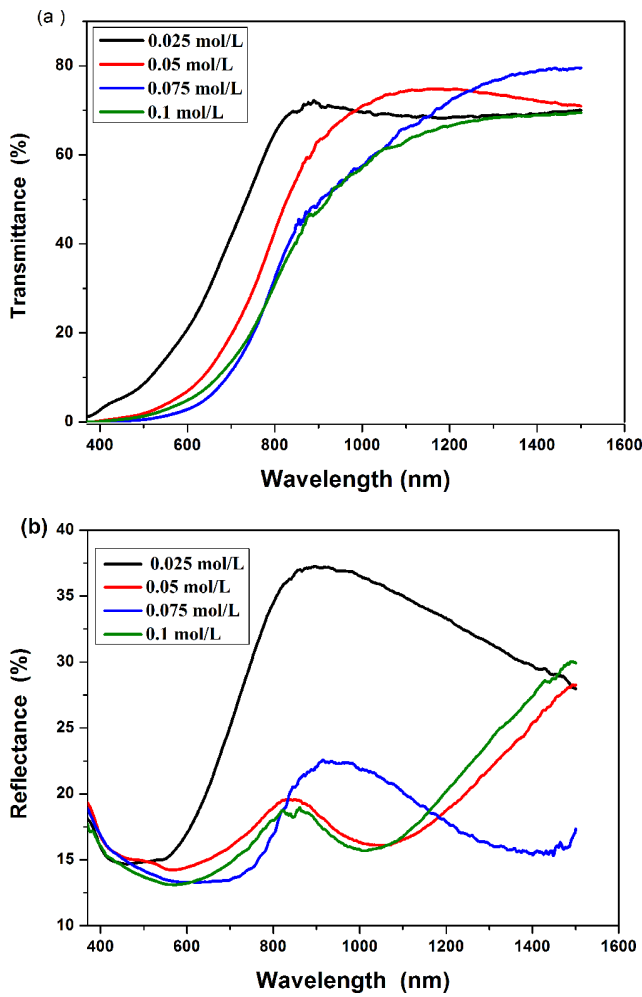 (a )
0.025 mol/L
0.05 mol/L
0.075 mol/L
0.1 mol/L
80
60
40
20
0
Transmittance (%)
400 600 800 1000 1200 1400 1600
Wavelength (nm)
(b)
0.025 mol/L
0.05 mol/L
0.075 mol/L
0.1 mol/L
40
35
30
25
20
15
10
Reflectance (%)
400 600 800 1000 1200 1400 1600
Wavelength (nm)